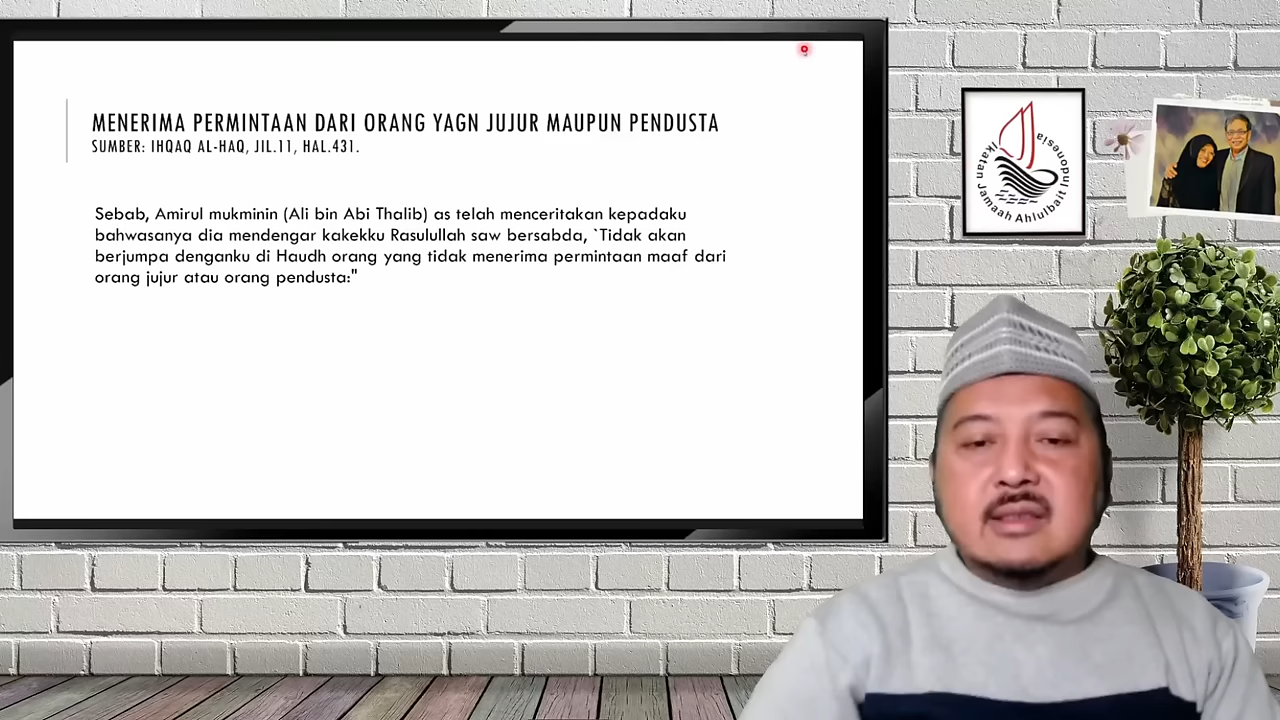 MENERIMA PERMINTAAN DARI ORANG YAGN JUJUR MAUPUN PENDUSTA
SUMBER: IHQAQ AL-HAQ, JIL.11, HAL.431.
Sebab, Amirul mukminin (Ali bin Abi Thalib) as telah menceritakan kepadaku
bahwasanya dia mendengar kakekku Rasulullah saw bersabda, `Tidak akan
berjumpa denganku di Haudh orang yang tidak menerima permintaan maaf dari
orang jujur atau orang pendusta:"
Ikatan Jamaah Ahlulbait Indonesia